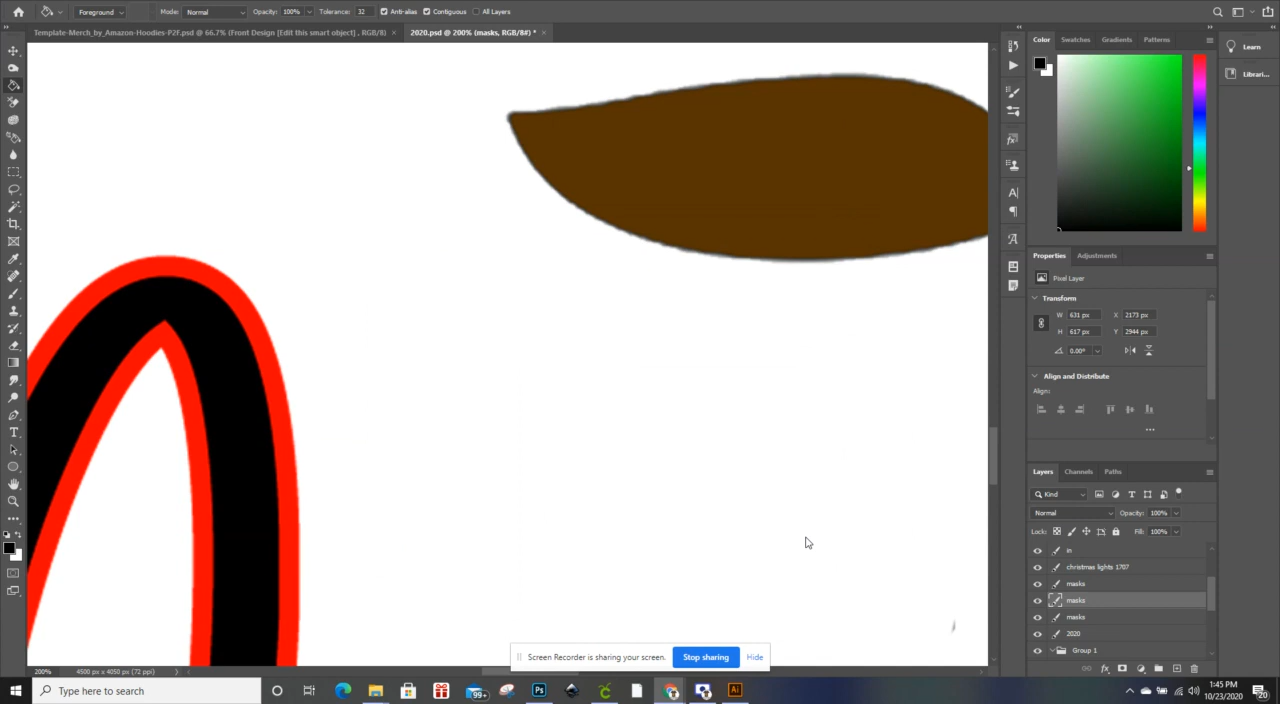 Foreground Mode: Normal Opacity: 100% Tolerance: 32 Anti-alias Contiguous All Layers
Template-Merch_by_Amazon-Hoodies-P2F.psd @ 66.7% (Front Design [Edit this smart object] , RGB/8) ×
2020.psd @ 200% (masks, RGB/8#) * ×
Color Swatches Gradients Patterns
Learn
Librari...
Properties Adjustments
Pixel Layer
Transform
W 631 px X 2173 px
H 617 px Y 2944 px
0.00°
Align and Distribute
Align:
...
Layers Channels Paths
Kind
Normal Opacity: 100%
Lock: Fill: 100%
in
christmas lights 1707
masks
masks
masks
2020
Group 1
Screen Recorder is sharing your screen. Stop sharing Hide
200% 4500 px x 4050 px (72 ppi)
Type here to search
99+
Ps
Ai
1:45 PM
10/23/2020
20